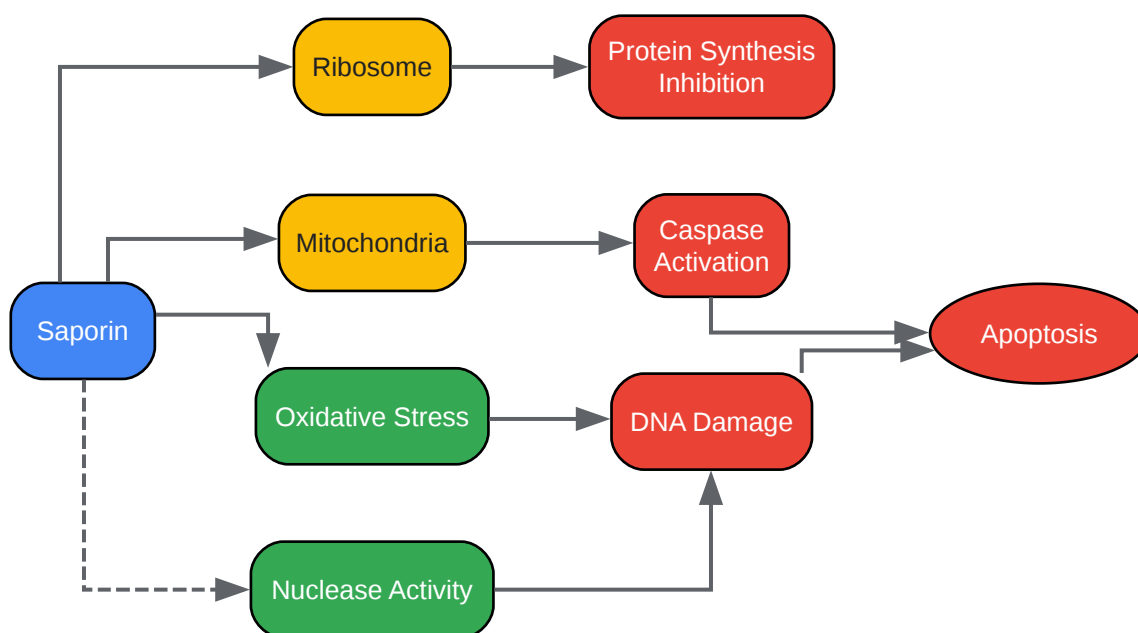 Ribosome
Protein Synthesis
Inhibition
Mitochondria
Caspase
Activation
Saporin
Apoptosis
Oxidative Stress
DNA Damage
Nuclease Activity